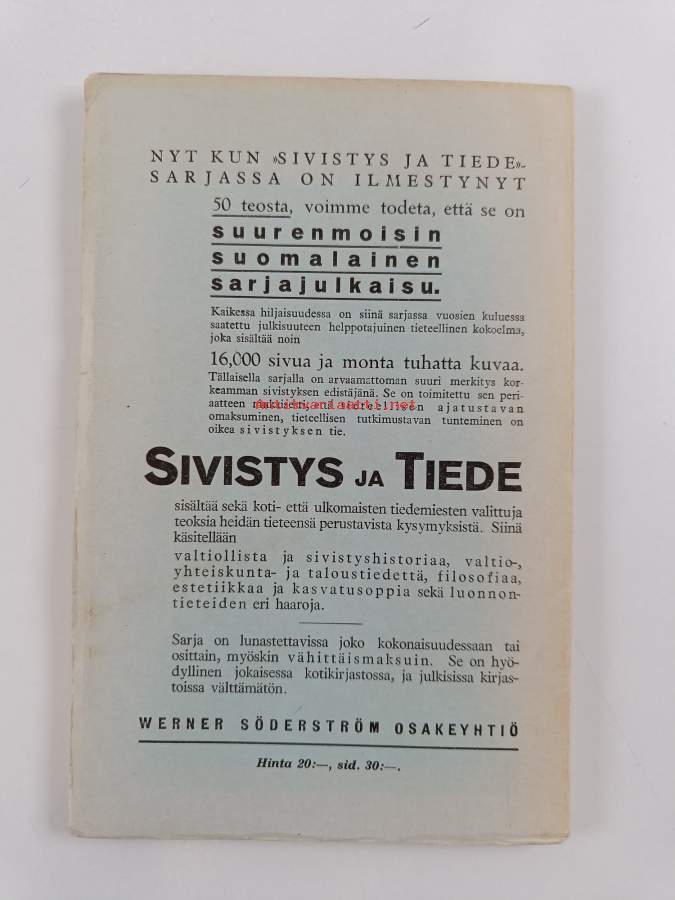 NYT KUN »SIVISTYS JA TIEDE»-
SARJASSA ON ILMESTYNYT
50 teosta, voimme todeta, että se on
suurenmoisin
suomalainen
sarjajulkaisu.
Kaikessa hiljaisuudessa on siinä sarjassa vuosien kuluessa
saatettu julkisuuteen helppotajuinen tieteellinen kokoelma,
joka sisältää noin
16,000 sivua ja monta tuhatta kuvaa.
Tällaisella sarjalla on arvaamattoman suuri merkitys kor-
keamman sivistyksen edistäjänä. Se on toimitettu sen peri-
aatteen mukaisesti, että tieteellisen ajatustavan
antikvariaatti.net
omaksuminen, tieteellisen tutkimustavan tunteminen on
oikea sivistyksen tie.
SIVISTYS JA TIEDE
sisältää sekä koti- että ulkomaisten tiedemiesten valittuja
teoksia heidän tieteensä perustavista kysymyksistä. Siinä
käsitellään
valtiollista ja sivistyshistoriaa, valtio-,
yhteiskunta- ja taloustiedettä, filosofiaa,
estetiikkaa ja kasvatusoppia sekä luonnon-
tieteiden eri haaroja.
Sarja on lunastettavissa joko kokonaisuudessaan tai
osittain, myöskin vähittäismaksuin. Se on hyö-
dyllinen jokaisessa kotikirjastossa, ja julkisissa kirjas-
toissa välttämätön.
WERNER SÖDERSTRÖM OSAKEYHTIÖ
Hinta 20:—, sid. 30:—.